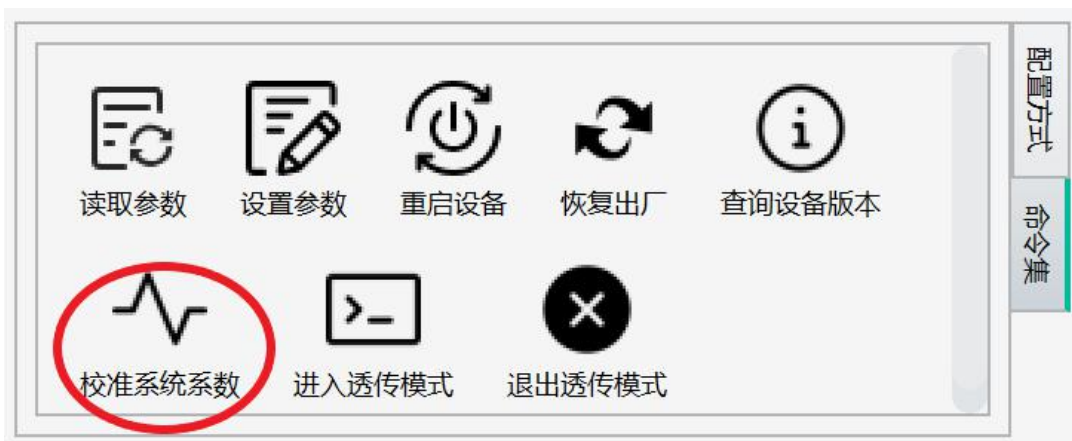 读取参数 设置参数 重启设备 恢复出厂 查询设备版本
校准系统系数 进入透传模式 退出透传模式
配置方式
命令集